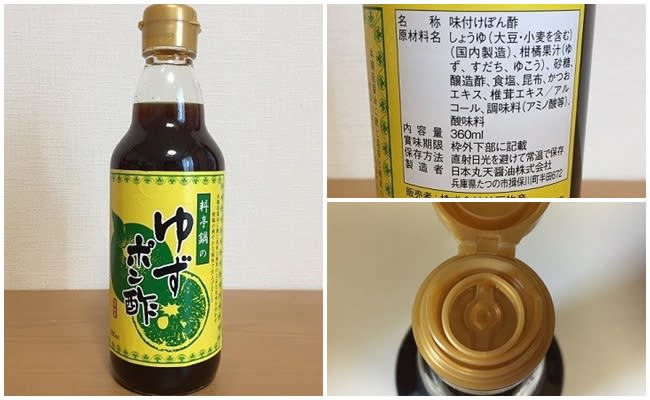 料亭鍋の
ゆず
ポン酢
名 称 味付けぽん酢
原材料名 しょうゆ(大豆・小麦を含む)
(国内製造)、柑橘果汁(ゆ
ず、すだち、ゆこう)、砂糖、
醸造酢、食塩、昆布、かつお
エキス、椎茸エキス/アル
コール、調味料(アミノ酸等)、
酸味料
内容量 360ml
賞味期限 枠外下部に記載
保存方法 直射日光を避けて常温で保存
製造者 日本丸天醤油株式会社
兵庫県たつの市揖保川町半田672